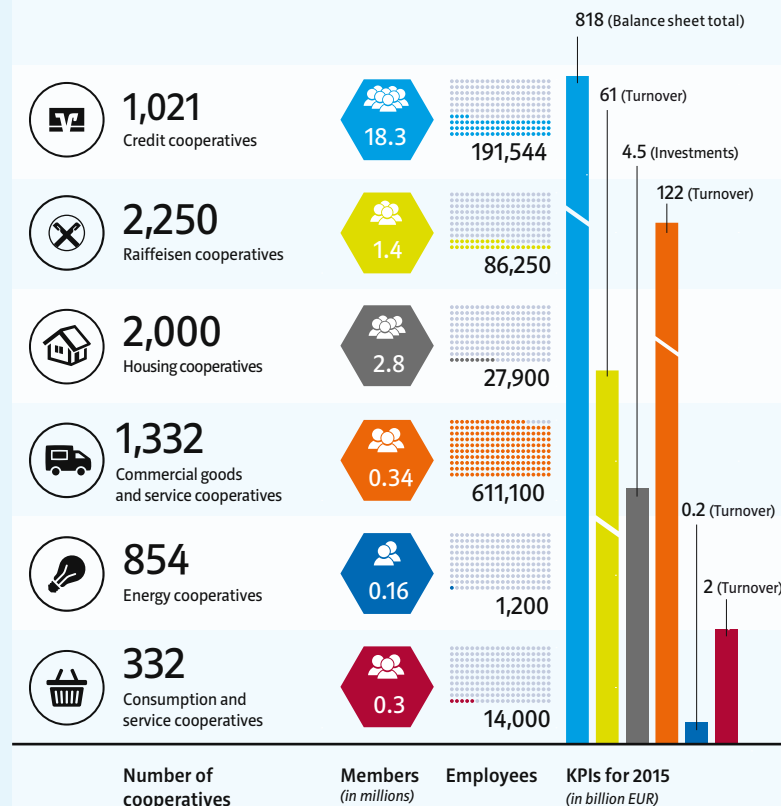 818 (Balance sheet total)
61 (Turnover)
4.5 (Investments)
122 (Turnover)
0.2 (Turnover)
2 (Turnover)
1,021
Credit cooperatives
18.3
191,544
2,250
Raiffeisen cooperatives
1.4
86,250
2,000
Housing cooperatives
2.8
27,900
1,332
Commercial goods
and service cooperatives
0.34
611,100
854
Energy cooperatives
0.16
1,200
332
Consumption and
service cooperatives
0.3
14,000
Number of
cooperatives
Members
(in millions)
Employees
KPIs for 2015
(in billion EUR)